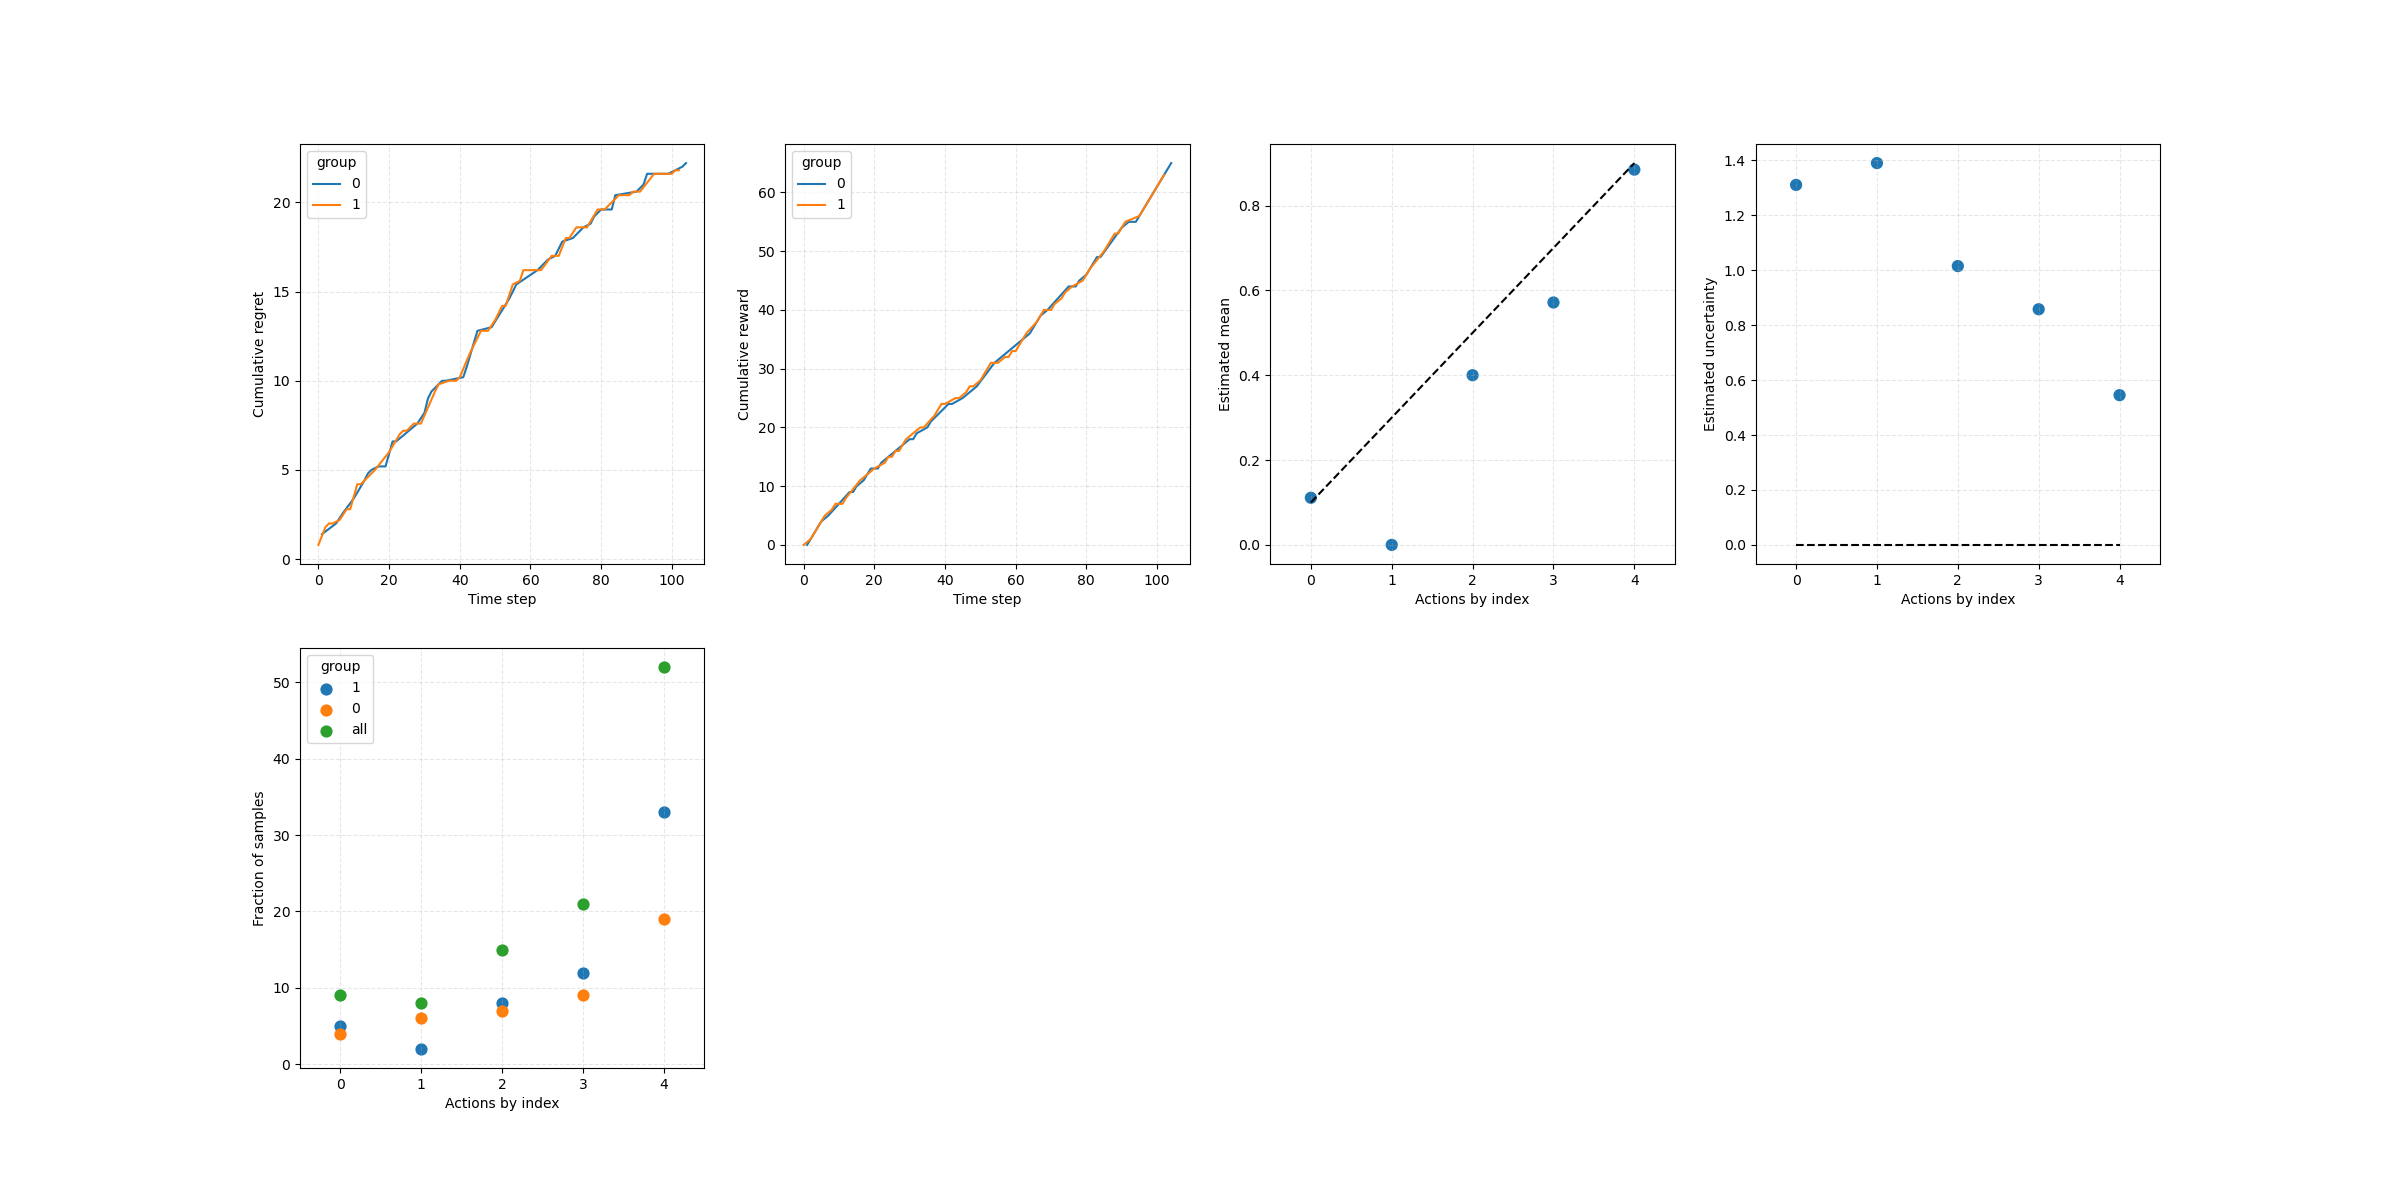 group
0
1
20
15
10
5
0
Cumulative regret
0 20 40 60 80 100
Time step
group
0
1
60
50
40
30
20
10
0
Cumulative reward
0 20 40 60 80 100
Time step
0.8
0.6
0.4
0.2
0.0
Estimated mean
0 1 2 3 4
Actions by index
1.4
1.2
1.0
0.8
0.6
0.4
0.2
0.0
Estimated uncertainty
0 1 2 3 4
Actions by index
group
1
0
all
50
40
30
20
10
0
Fraction of samples
0 1 2 3 4
Actions by index